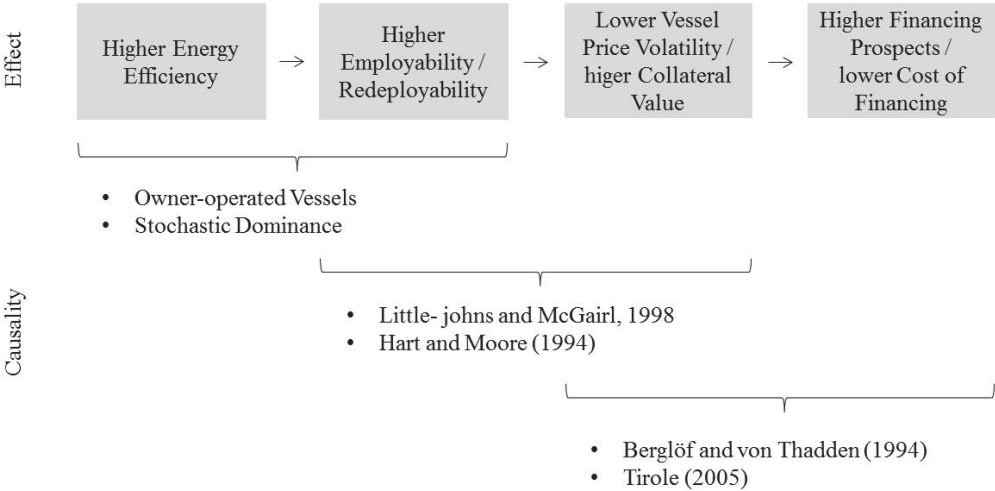 Effect
Higher Energy
Efficiency
Higher
Employability /
Redeployability
Lower Vessel
Price Volatility /
higer Collateral
Value
Higher Financing
Prospects /
lower Cost of
Financing
Causality
• Owner-operated Vessels
• Stochastic Dominance
• Little- johns and McGairl, 1998
• Hart and Moore (1994)
• Berglöf and von Thadden (1994)
• Tirole (2005)